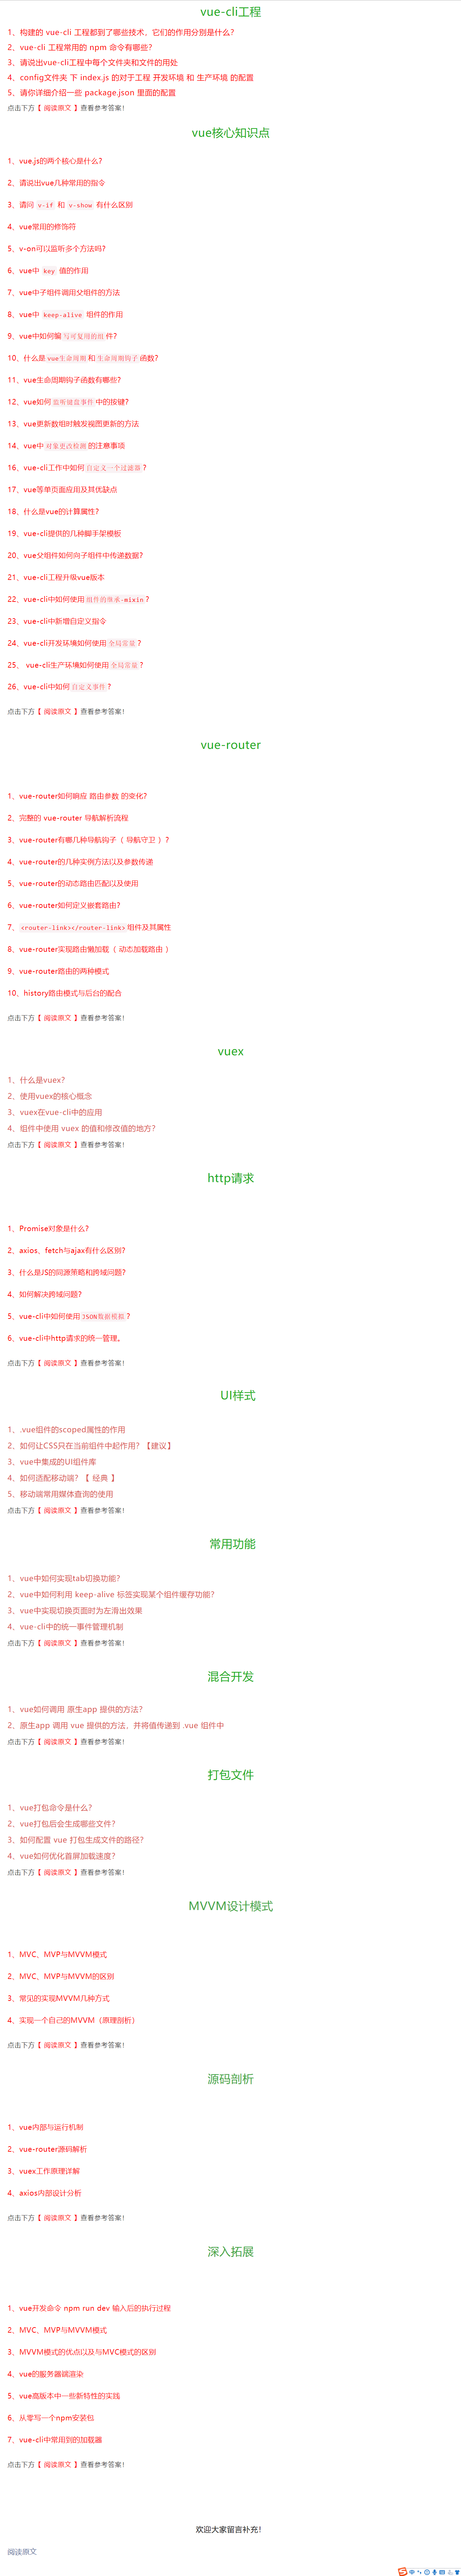 vue-cli工程
1、构建的 vue-cli 工程都到了哪些技术，它们的作用分别是什么？
2、vue-cli 工程常用的 npm 命令有哪些？
3、请说出vue-cli工程中每个文件夹和文件的用处
4、config文件夹 下 index.js 的对于工程 开发环境 和 生产环境 的配置
5、请你详细介绍一些 package.json 里面的配置
点击下方【 阅读原文 】查看参考答案！
vue核心知识点
1、vue.js的两个核心是什么？
2、请说出vue几种常用的指令
3、请问 v-if 和 v-show 有什么区别
4、vue常用的修饰符
5、v-on可以监听多个方法吗？
6、vue中 key 值的作用
7、vue中子组件调用父组件的方法
8、vue中 keep-alive 组件的作用
9、vue中如何编写可复用的组件？
10、什么是vue生命周期和生命周期钩子函数？
11、vue生命周期钩子函数有哪些？
12、vue如何监听键盘事件中的按键？
13、vue更新数组时触发视图更新的方法
14、vue中对象更改检测的注意事项
16、vue-cli工作中如何自定义一个过滤器？
17、vue等单页面应用及其优缺点
18、什么是vue的计算属性？
19、vue-cli提供的几种脚手架模板
20、vue父组件如何向子组件中传递数据？
21、vue-cli工程升级vue版本
22、vue-cli中如何使用组件的继承-mixin？
23、vue-cli中新增自定义指令
24、vue-cli开发环境如何使用全局常量？
25、 vue-cli生产环境如何使用全局常量？
26、vue-cli中如何自定义事件？
点击下方【 阅读原文 】查看参考答案！
vue-router
1、vue-router如何响应 路由参数 的变化？
2、完整的 vue-router 导航解析流程
3、vue-router有哪几种导航钩子（ 导航守卫 ）？
4、vue-router的几种实例方法以及参数传递
5、vue-router的动态路由匹配以及使用
6、vue-router如何定义嵌套路由？
7、<router-link></router-link>组件及其属性
8、vue-router实现路由懒加载（ 动态加载路由 ）
9、vue-router路由的两种模式
10、history路由模式与后台的配合
点击下方【 阅读原文 】查看参考答案！
vuex
1、什么是vuex？
2、使用vuex的核心概念
3、vuex在vue-cli中的应用
4、组件中使用 vuex 的值和修改值的地方？
点击下方【 阅读原文 】查看参考答案！
http请求
1、Promise对象是什么？
2、axios、fetch与ajax有什么区别？
3、什么是JS的同源策略和跨域问题？
4、如何解决跨域问题？
5、vue-cli中如何使用JSON数据模拟？
6、vue-cli中http请求的统一管理。
点击下方【 阅读原文 】查看参考答案！
UI样式
1、.vue组件的scoped属性的作用
2、如何让CSS只在当前组件中起作用？【建议】
3、vue中集成的UI组件库
4、如何适配移动端？【 经典 】
5、移动端常用媒体查询的使用
点击下方【 阅读原文 】查看参考答案！
常用功能
1、vue中如何实现tab切换功能？
2、vue中如何利用 keep-alive 标签实现某个组件缓存功能？
3、vue中实现切换页面时为左滑出效果
4、vue-cli中的统一事件管理机制
点击下方【 阅读原文 】查看参考答案！
混合开发
1、vue如何调用 原生app 提供的方法？
2、原生app 调用 vue 提供的方法，并将值传递到 .vue 组件中
点击下方【 阅读原文 】查看参考答案！
打包文件
1、vue打包命令是什么？
2、vue打包后会生成哪些文件？
3、如何配置 vue 打包生成文件的路径？
4、vue如何优化首屏加载速度？
点击下方【 阅读原文 】查看参考答案！
MVVM设计模式
1、MVC、MVP与MVVM模式
2、MVC、MVP与MVVM的区别
3、常见的实现MVVM几种方式
4、实现一个自己的MVVM（原理剖析）
点击下方【 阅读原文 】查看参考答案！
源码剖析
1、vue内部与运行机制
2、vue-router源码解析
3、vuex工作原理详解
4、axios内部设计分析
点击下方【 阅读原文 】查看参考答案！
深入拓展
1、vue开发命令 npm run dev 输入后的执行过程
2、MVC、MVP与MVVM模式
3、MVVM模式的优点以及与MVC模式的区别
4、vue的服务器端渲染
5、vue高版本中一些新特性的实践
6、从零写一个npm安装包
7、vue-cli中常用到的加载器
点击下方【 阅读原文 】查看参考答案！
欢迎大家留言补充！
阅读原文
中